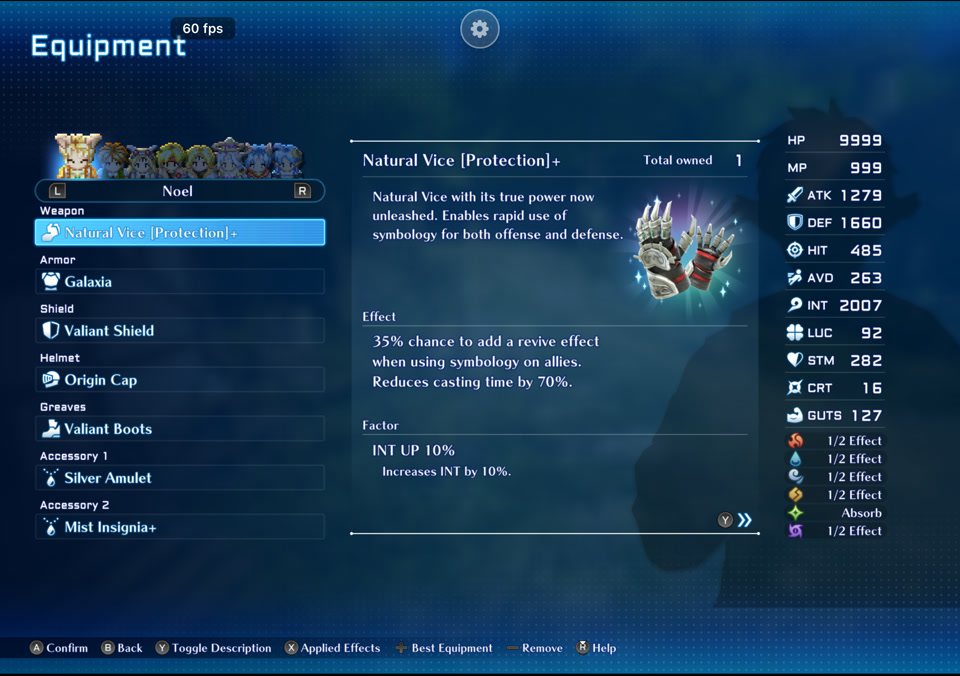 60 fps
Equipment
L Noel R
Weapon
Natural Vice [Protection]+
Armor
Galaxia
Shield
Valiant Shield
Helmet
Origin Cap
Greaves
Valiant Boots
Accessory 1
Silver Amulet
Accessory 2
Mist Insignia+
Natural Vice [Protection]+ Total owned 1
Natural Vice with its true power now
unleashed. Enables rapid use of
symbology for both offense and defense.
Effect
35% chance to add a revive effect
when using symbology on allies.
Reduces casting time by 70%.
Factor
INT UP 10%
Increases INT by 10%.
Y
HP 9999
MP 999
ATK 1279
DEF 1660
HIT 485
AVD 263
INT 2007
LUC 92
STM 282
CRT 16
GUTS 127
1/2 Effect
1/2 Effect
1/2 Effect
1/2 Effect
Absorb
1/2 Effect
A Confirm B Back Y Toggle Description X Applied Effects Best Equipment Remove R Help